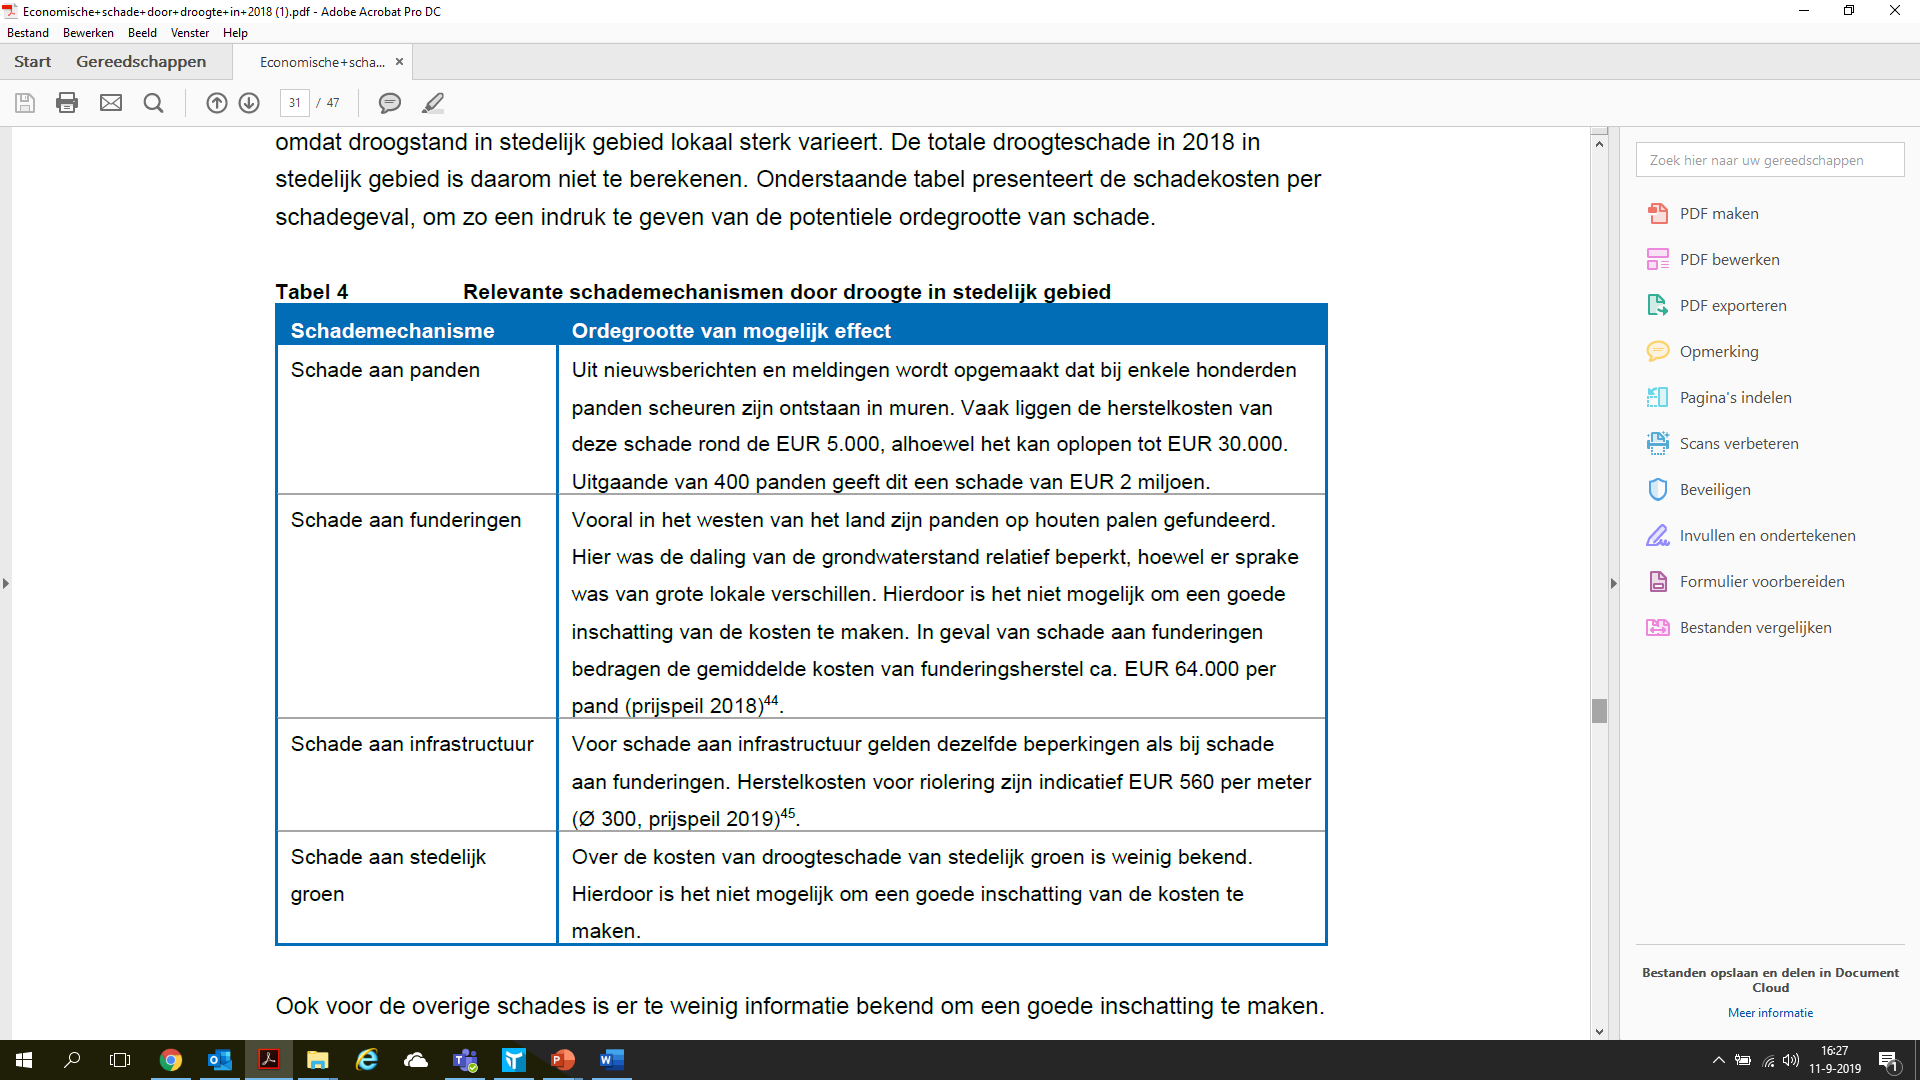 Economische+schade+door+droogte+in+2018 (1).pdf - Adobe Acrobat Pro DC
Bestand Bewerken Beeld Venster Help
Start Gereedschappen Economische+scha... ×
31 / 47
omdat droogstand in stedelijk gebied lokaal sterk varieert. De totale droogteschade in 2018 in
stedelijk gebied is daarom niet te berekenen. Onderstaande tabel presenteert de schadekosten per
schadegeval, om zo een indruk te geven van de potentiele ordegrootte van schade.
Tabel 4 Relevante schademechanismen door droogte in stedelijk gebied
Schademechanisme Ordegrootte van mogelijk effect
Schade aan panden
Uit nieuwsberichten en meldingen wordt opgemaakt dat bij enkele honderden
panden scheuren zijn ontstaan in muren. Vaak liggen de herstelkosten van
deze schade rond de EUR 5.000, alhoewel het kan oplopen tot EUR 30.000.
Uitgaande van 400 panden geeft dit een schade van EUR 2 miljoen.
Schade aan funderingen
Vooral in het westen van het land zijn panden op houten palen gefundeerd.
Hier was de daling van de grondwaterstand relatief beperkt, hoewel er sprake
was van grote lokale verschillen. Hierdoor is het niet mogelijk om een goede
inschatting van de kosten te maken. In geval van schade aan funderingen
bedragen de gemiddelde kosten van funderingsherstel ca. EUR 64.000 per
pand (prijspeil 2018)44.
Schade aan infrastructuur
Voor schade aan infrastructuur gelden dezelfde beperkingen als bij schade
aan funderingen. Herstelkosten voor riolering zijn indicatief EUR 560 per meter
(Ø 300, prijspeil 2019)45.
Schade aan stedelijk
groen
Over de kosten van droogteschade van stedelijk groen is weinig bekend.
Hierdoor is het niet mogelijk om een goede inschatting van de kosten te
maken.
Ook voor de overige schades is er te weinig informatie bekend om een goede inschatting te maken.
Zoek hier naar uw gereedschappen
PDF maken
PDF bewerken
PDF exporteren
Opmerking
Pagina's indelen
Scans verbeteren
Beveiligen
Invullen en ondertekenen
Formulier voorbereiden
Bestanden vergelijken
Bestanden opslaan en delen in Document
Cloud
Meer informatie
16:27
11-9-2019
1